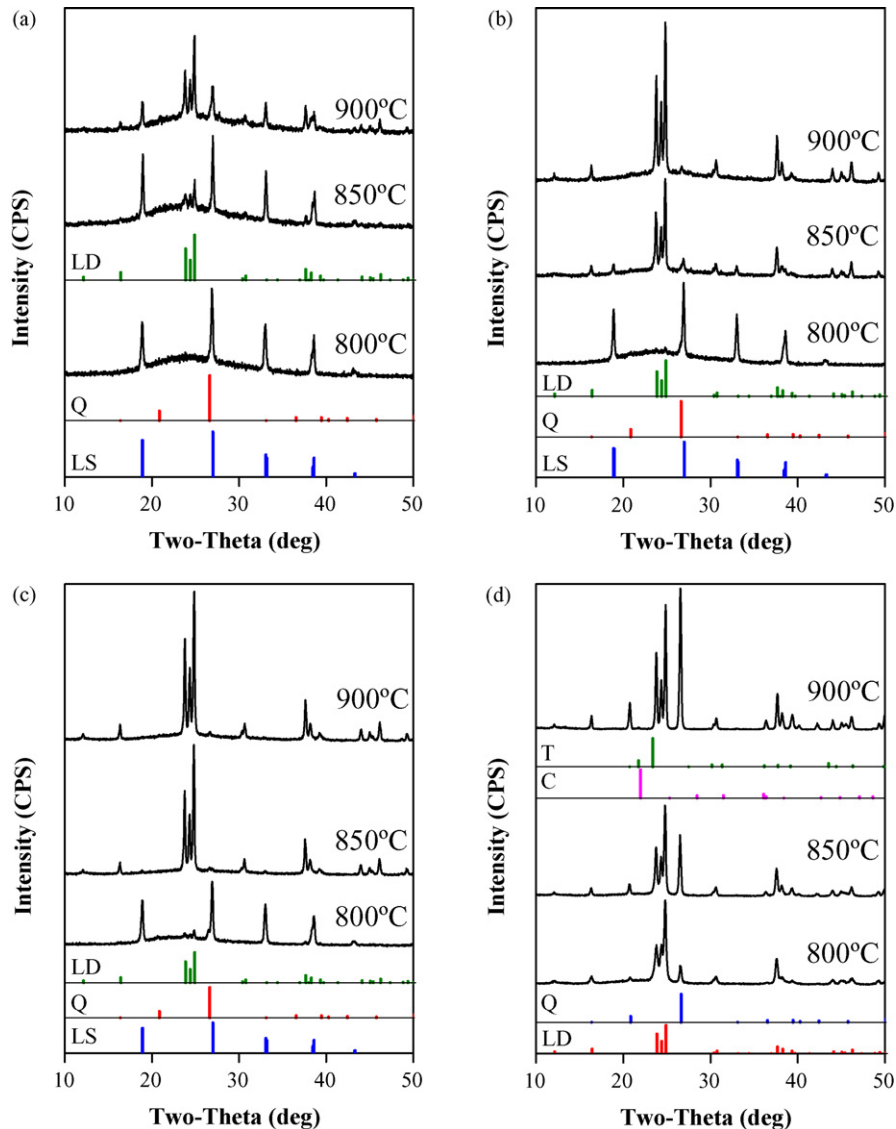 (a)
900ºC
850ºC
LD
800ºC
Q
LS
10 20 30 40 50
Two-Theta (deg)
Intensity (CPS)
(b)
900ºC
850ºC
800ºC
LD
Q
LS
10 20 30 40 50
Two-Theta (deg)
Intensity (CPS)
(c)
900ºC
850ºC
800ºC
LD
Q
LS
10 20 30 40 50
Two-Theta (deg)
Intensity (CPS)
(d)
900ºC
T
C
850ºC
800ºC
Q
LD
10 20 30 40 50
Two-Theta (deg)
Intensity (CPS)